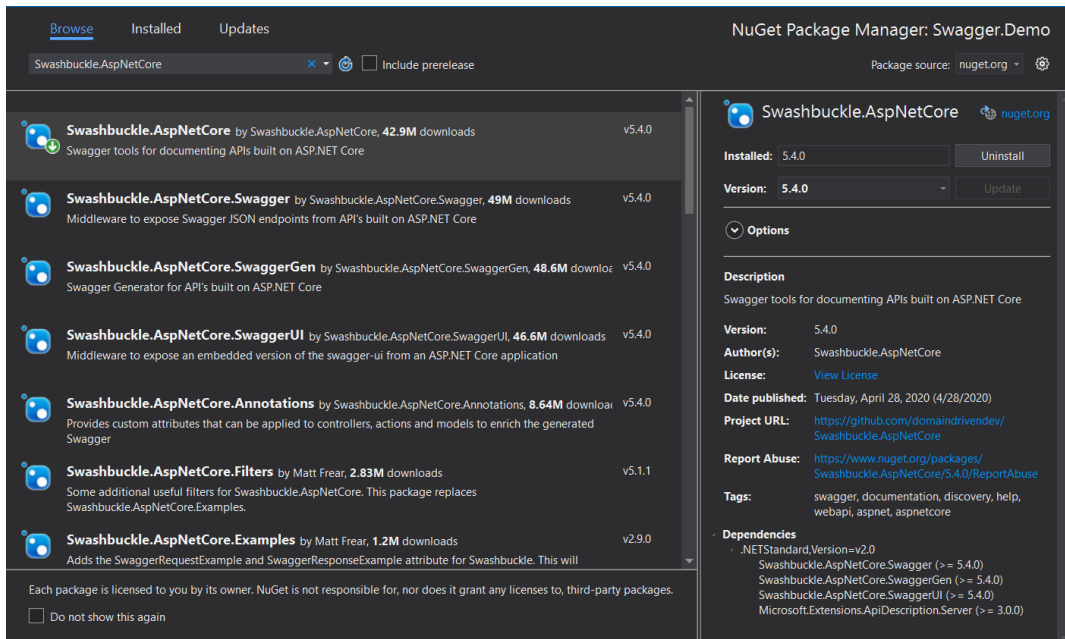 Browse Installed Updates
NuGet Package Manager: Swagger.Demo
Swashbuckle.AspNetCore
Include prerelease
Package source: nuget.org
Swashbuckle.AspNetCore by Swashbuckle.AspNetCore, 42.9M downloads v5.4.0
Swagger tools for documenting APIs built on ASP.NET Core
Swashbuckle.AspNetCore.Swagger by Swashbuckle.AspNetCore.Swagger, 49M downloads v5.4.0
Middleware to expose Swagger JSON endpoints from API's built on ASP.NET Core
Swashbuckle.AspNetCore.SwaggerGen by Swashbuckle.AspNetCore.SwaggerGen, 48.6M downloa v5.4.0
Swagger Generator for API's built on ASP.NET Core
Swashbuckle.AspNetCore.SwaggerUI by Swashbuckle.AspNetCore.SwaggerUI, 46.6M downloads v5.4.0
Middleware to expose an embedded version of the swagger-ui from an ASP.NET Core application
Swashbuckle.AspNetCore.Annotations by Swashbuckle.AspNetCore.Annotations, 8.64M downloa v5.4.0
Provides custom attributes that can be applied to controllers, actions and models to enrich the generated
Swagger
Swashbuckle.AspNetCore.Filters by Matt Frear, 2.83M downloads v5.1.1
Some additional useful filters for Swashbuckle.AspNetCore. This package replaces
Swashbuckle.AspNetCore.Examples.
Swashbuckle.AspNetCore.Examples by Matt Frear, 1.2M downloads v2.9.0
Adds the SwaggerRequestExample and SwaggerResponseExample attribute for Swashbuckle. This will
Each package is licensed to you by its owner. NuGet is not responsible for, nor does it grant any licenses to, third-party packages.
Do not show this again
Swashbuckle.AspNetCore nuget.org
Installed: 5.4.0 Uninstall
Version: 5.4.0 Update
Options
Description
Swagger tools for documenting APIs built on ASP.NET Core
Version: 5.4.0
Author(s): Swashbuckle.AspNetCore
License: View License
Date published: Tuesday, April 28, 2020 (4/28/2020)
Project URL: https://github.com/domaindrivendev/
Swashbuckle.AspNetCore
Report Abuse: https://www.nuget.org/packages/
Swashbuckle.AspNetCore/5.4.0/ReportAbuse
Tags: swagger, documentation, discovery, help,
webapi, aspnet, aspnetcore
Dependencies
.NETStandard,Version=v2.0
Swashbuckle.AspNetCore.Swagger (>= 5.4.0)
Swashbuckle.AspNetCore.SwaggerGen (>= 5.4.0)
Swashbuckle.AspNetCore.SwaggerUI (>= 5.4.0)
Microsoft.Extensions.ApiDescription.Server (>= 3.0.0)